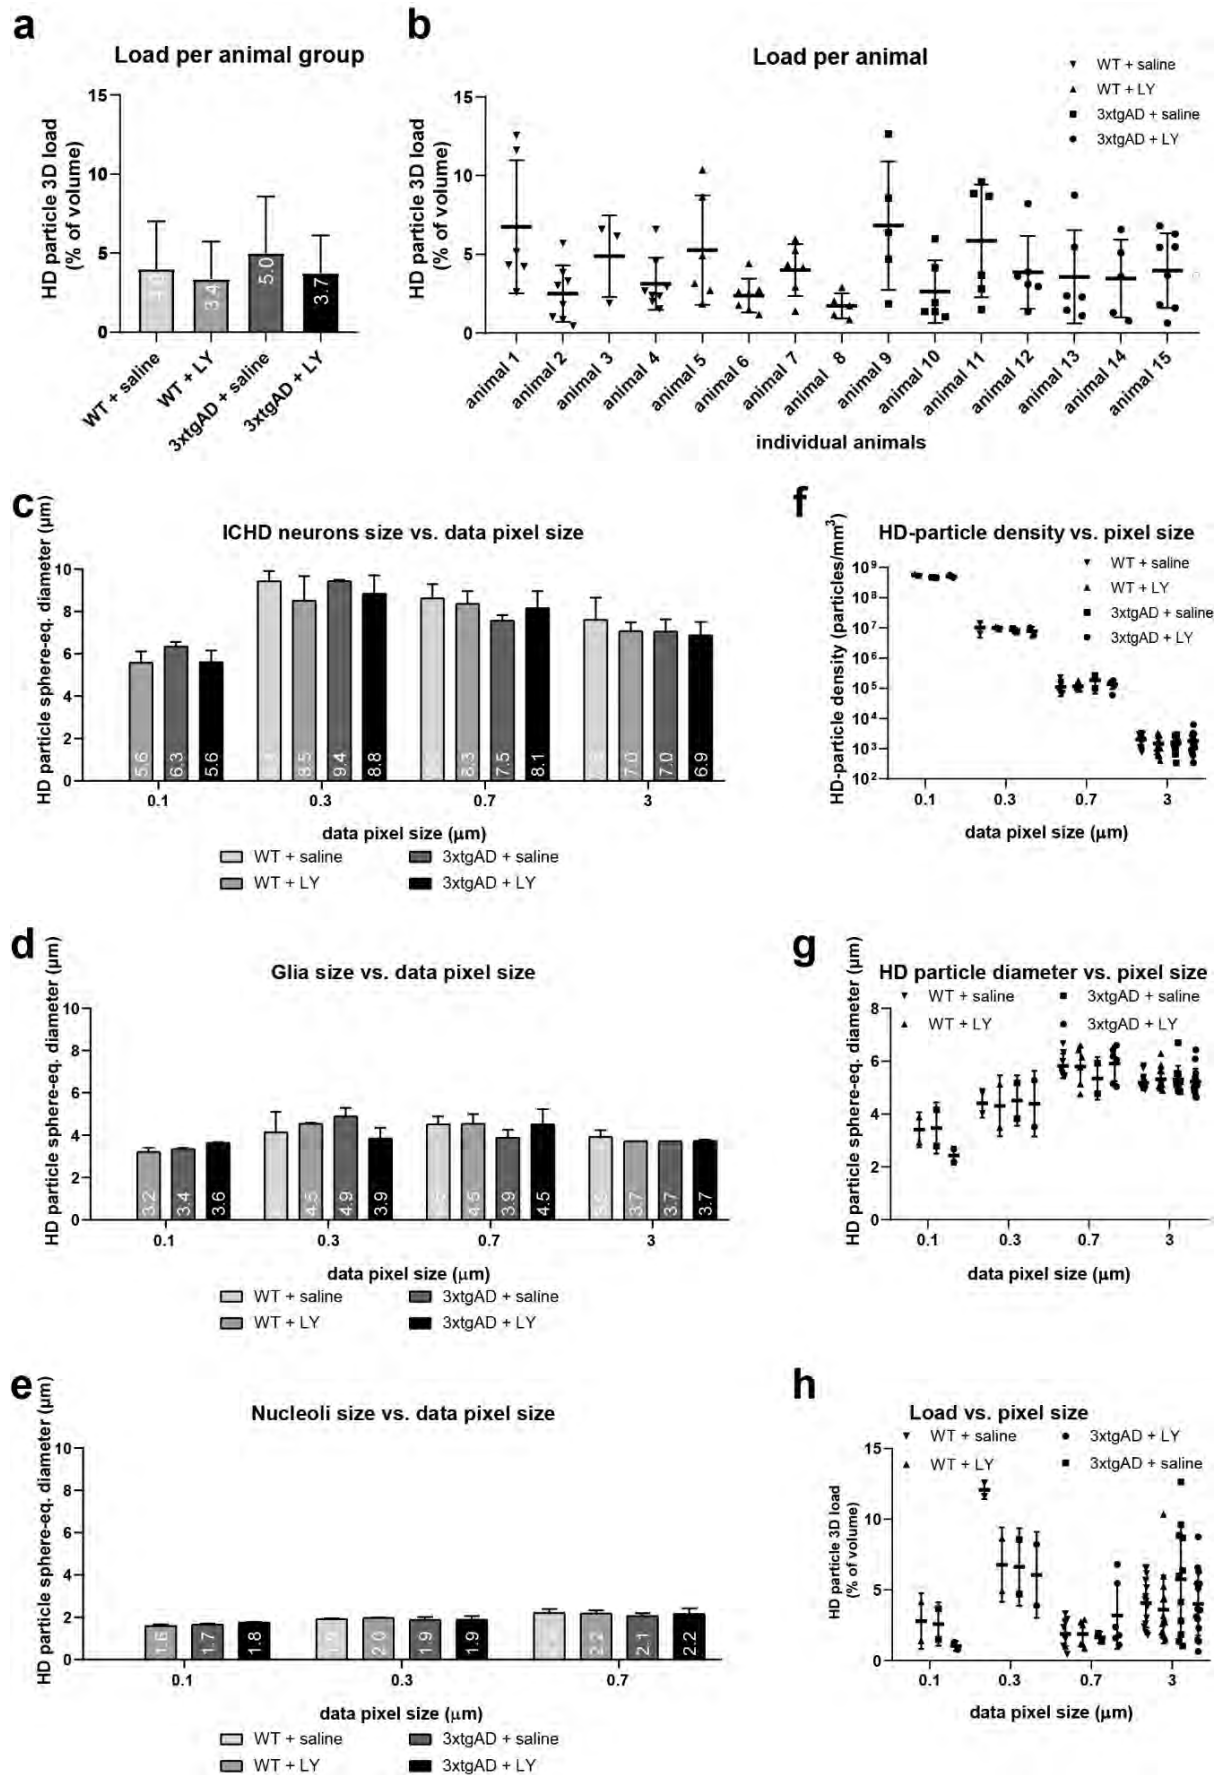 a
Load per animal group
HD particle 3D load
(% of volume)
15
10
5
0
3.4
5.0
3.7
WT + saline
WT + LY
3xtgAD + saline
3xtgAD + LY
b
Load per animal
WT + saline
WT + LY
3xtgAD + saline
3xtgAD + LY
HD particle 3D load
(% of volume)
15
10
5
0
animal 1
animal 2
animal 3
animal 4
animal 5
animal 6
animal 7
animal 8
animal 9
animal 10
animal 11
animal 12
animal 13
animal 14
animal 15
individual animals
c
ICHD neurons size vs. data pixel size
HD particle sphere-eq. diameter (μm)
10
8
6
4
2
0
5.6
6.3
5.6
8.5
9.4
8.8
8.3
7.5
8.1
7.0
7.0
6.9
0.1
0.3
0.7
3
data pixel size (μm)
WT + saline
3xtgAD + saline
WT + LY
3xtgAD + LY
f
HD-particle density vs. pixel size
WT + saline
WT + LY
3xtgAD + saline
3xtgAD + LY
HD-particle density (particles/mm³)
10⁹
10⁸
10⁷
10⁶
10⁵
10⁴
10³
10²
0.1
0.3
0.7
3
data pixel size (μm)
d
Glia size vs. data pixel size
HD particle sphere-eq. diameter (μm)
10
8
6
4
2
0
3.2
3.4
3.6
4.5
4.9
3.9
4.5
3.9
4.5
3.7
3.7
3.7
0.1
0.3
0.7
3
data pixel size (μm)
WT + saline
3xtgAD + saline
WT + LY
3xtgAD + LY
g
HD particle diameter vs. pixel size
WT + saline
3xtgAD + saline
WT + LY
3xtgAD + LY
HD particle sphere-eq. diameter (μm)
8
6
4
2
0
0.1
0.3
0.7
3
data pixel size (μm)
e
Nucleoli size vs. data pixel size
HD particle sphere-eq. diameter (μm)
10
8
6
4
2
0
1.6
1.7
1.8
2.0
1.9
1.9
2.2
2.1
2.2
0.1
0.3
0.7
data pixel size (μm)
WT + saline
3xtgAD + saline
WT + LY
3xtgAD + LY
h
Load vs. pixel size
WT + saline
3xtgAD + LY
WT + LY
3xtgAD + saline
HD particle 3D load
(% of volume)
15
10
5
0
0.1
0.3
0.7
3
data pixel size (μm)